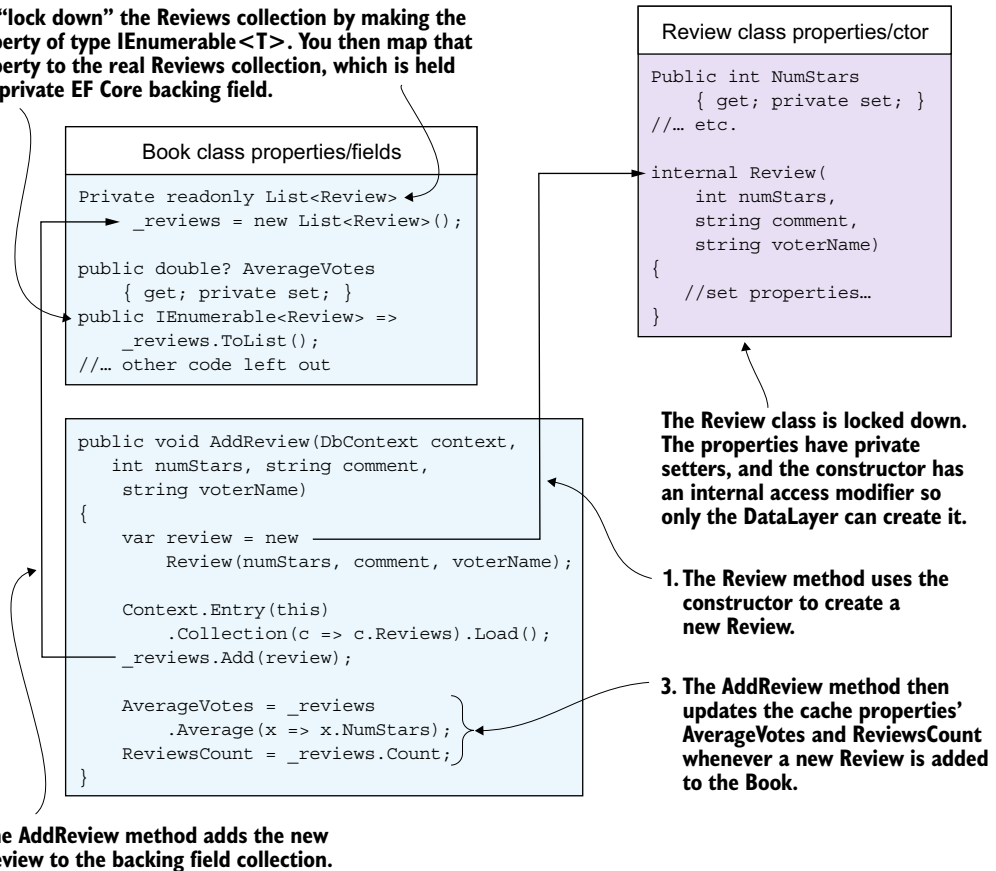 “lock down” the Reviews collection by making the
perty of type IEnumerable<T>. You then map that
perty to the real Reviews collection, which is held
private EF Core backing field.
Book class properties/fields
Private readonly List<Review>
_reviews = new List<Review>();
public double? AverageVotes
{ get; private set; }
public IEnumerable<Review> =>
_reviews.ToList();
//… other code left out
Review class properties/ctor
Public int NumStars
{ get; private set; }
//… etc.
internal Review(
int numStars,
string comment,
string voterName)
{
//set properties…
}
The Review class is locked down.
The properties have private
setters, and the constructor has
an internal access modifier so
only the DataLayer can create it.
public void AddReview(DbContext context,
int numStars, string comment,
string voterName)
{
var review = new
Review(numStars, comment, voterName);
Context.Entry(this)
.Collection(c => c.Reviews).Load();
_reviews.Add(review);
AverageVotes = _reviews
.Average(x => x.NumStars);
ReviewsCount = _reviews.Count;
}
1. The Review method uses the
constructor to create a
new Review.
3. The AddReview method then
updates the cache properties’
AverageVotes and ReviewsCount
whenever a new Review is added
to the Book.
he AddReview method adds the new
eview to the backing field collection.